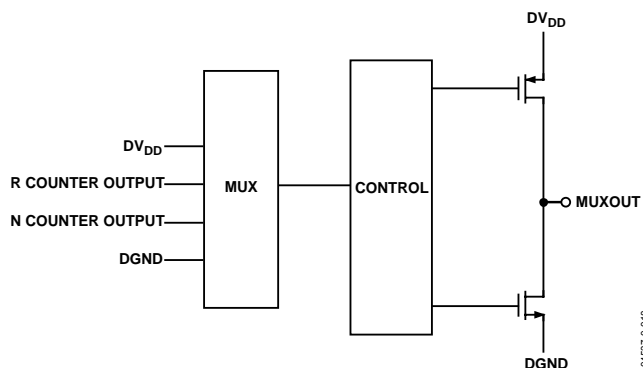 DVDD
DVDD
R COUNTER OUTPUT
N COUNTER OUTPUT
DGND
MUX
CONTROL
MUXOUT
DGND